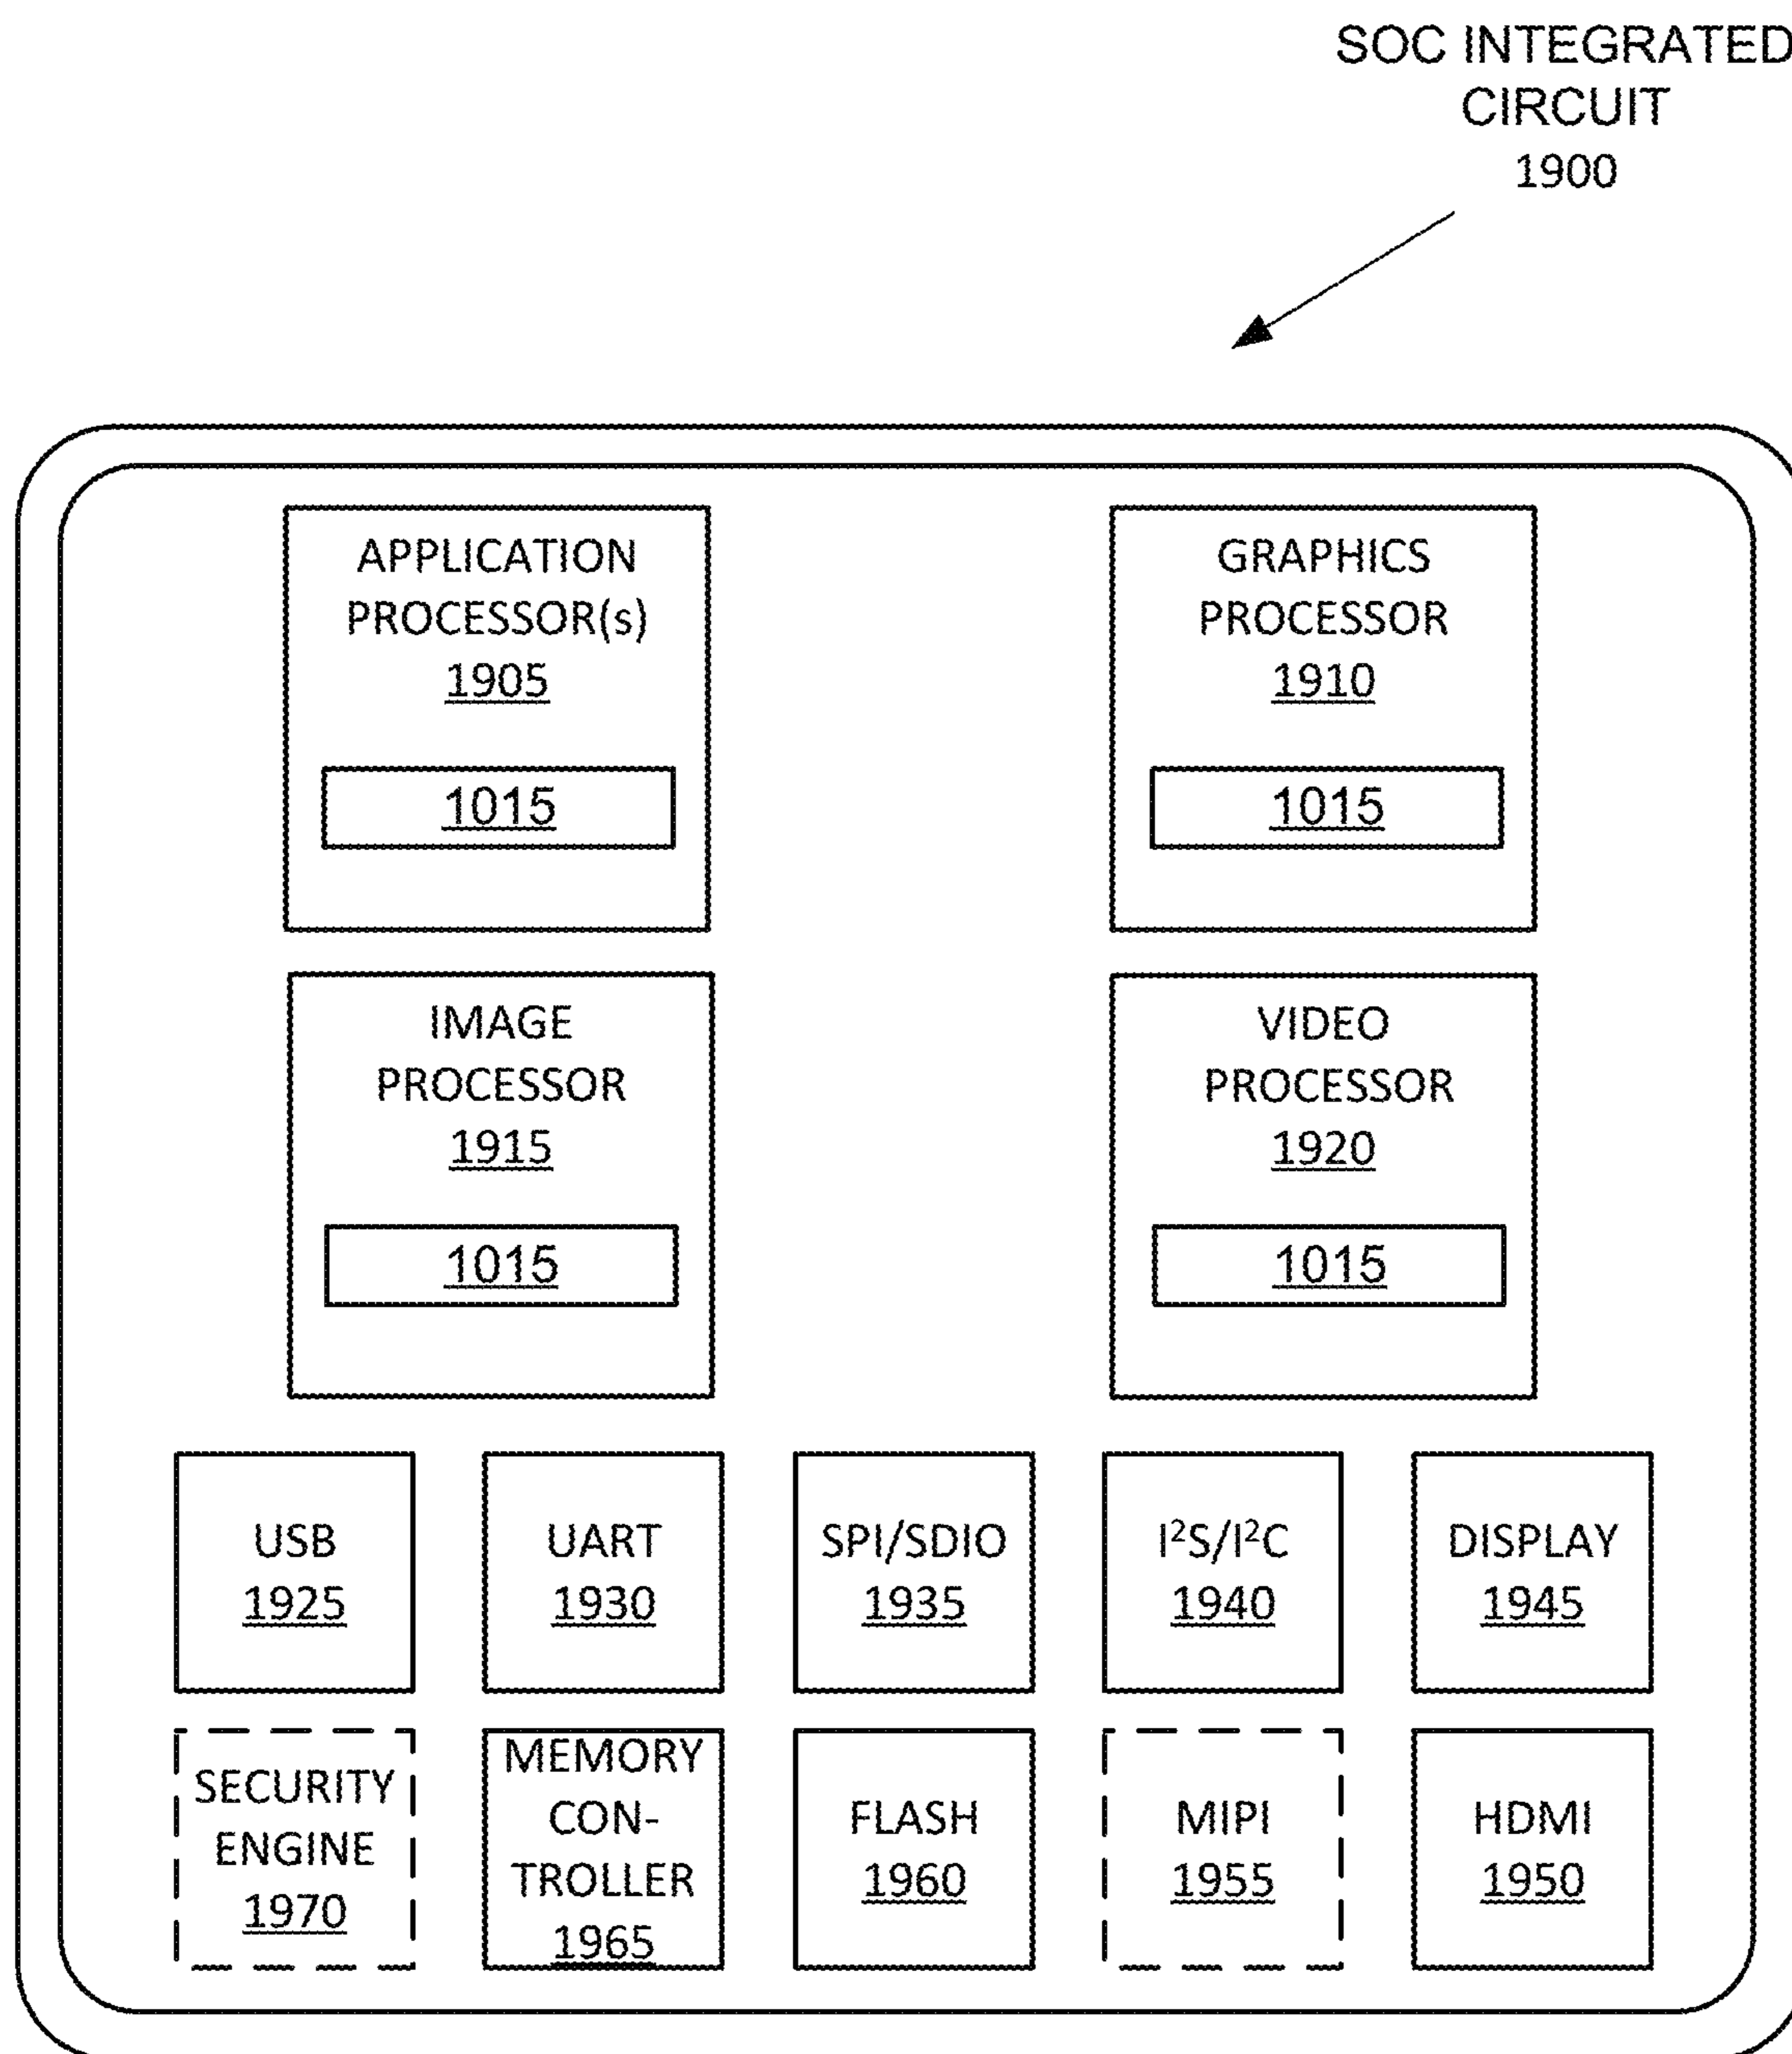 SOC INTEGRATED
CIRCUIT
1900
APPLICATION
PROCESSOR(s)
1905
1015
GRAPHICS
PROCESSOR
1910
1015
IMAGE
PROCESSOR
1915
1015
VIDEO
PROCESSOR
1920
1015
USB
1925
UART
1930
SPI/SDIO
1935
I²S/I²C
1940
DISPLAY
1945
SECURITY
ENGINE
1970
MEMORY
CON-
TROLLER
1965
FLASH
1960
MIPI
1955
HDMI
1950